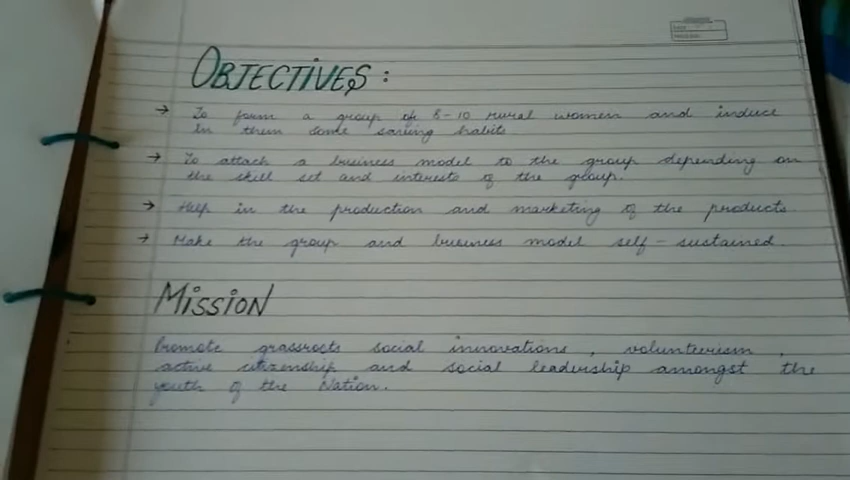 OBJECTIVES :
→ To form a group of 8-10 rural women and induce
in them some saving habits
→ To attach a business model to the group depending on
the skill set and interests of the group.
→ Help in the production and marketing of the products.
→ Make the group and business model self-sustained.
MISSION
Promote grassroots social innovations, volunteerism,
active citizenship and social leadership amongst the
youth of the Nation.